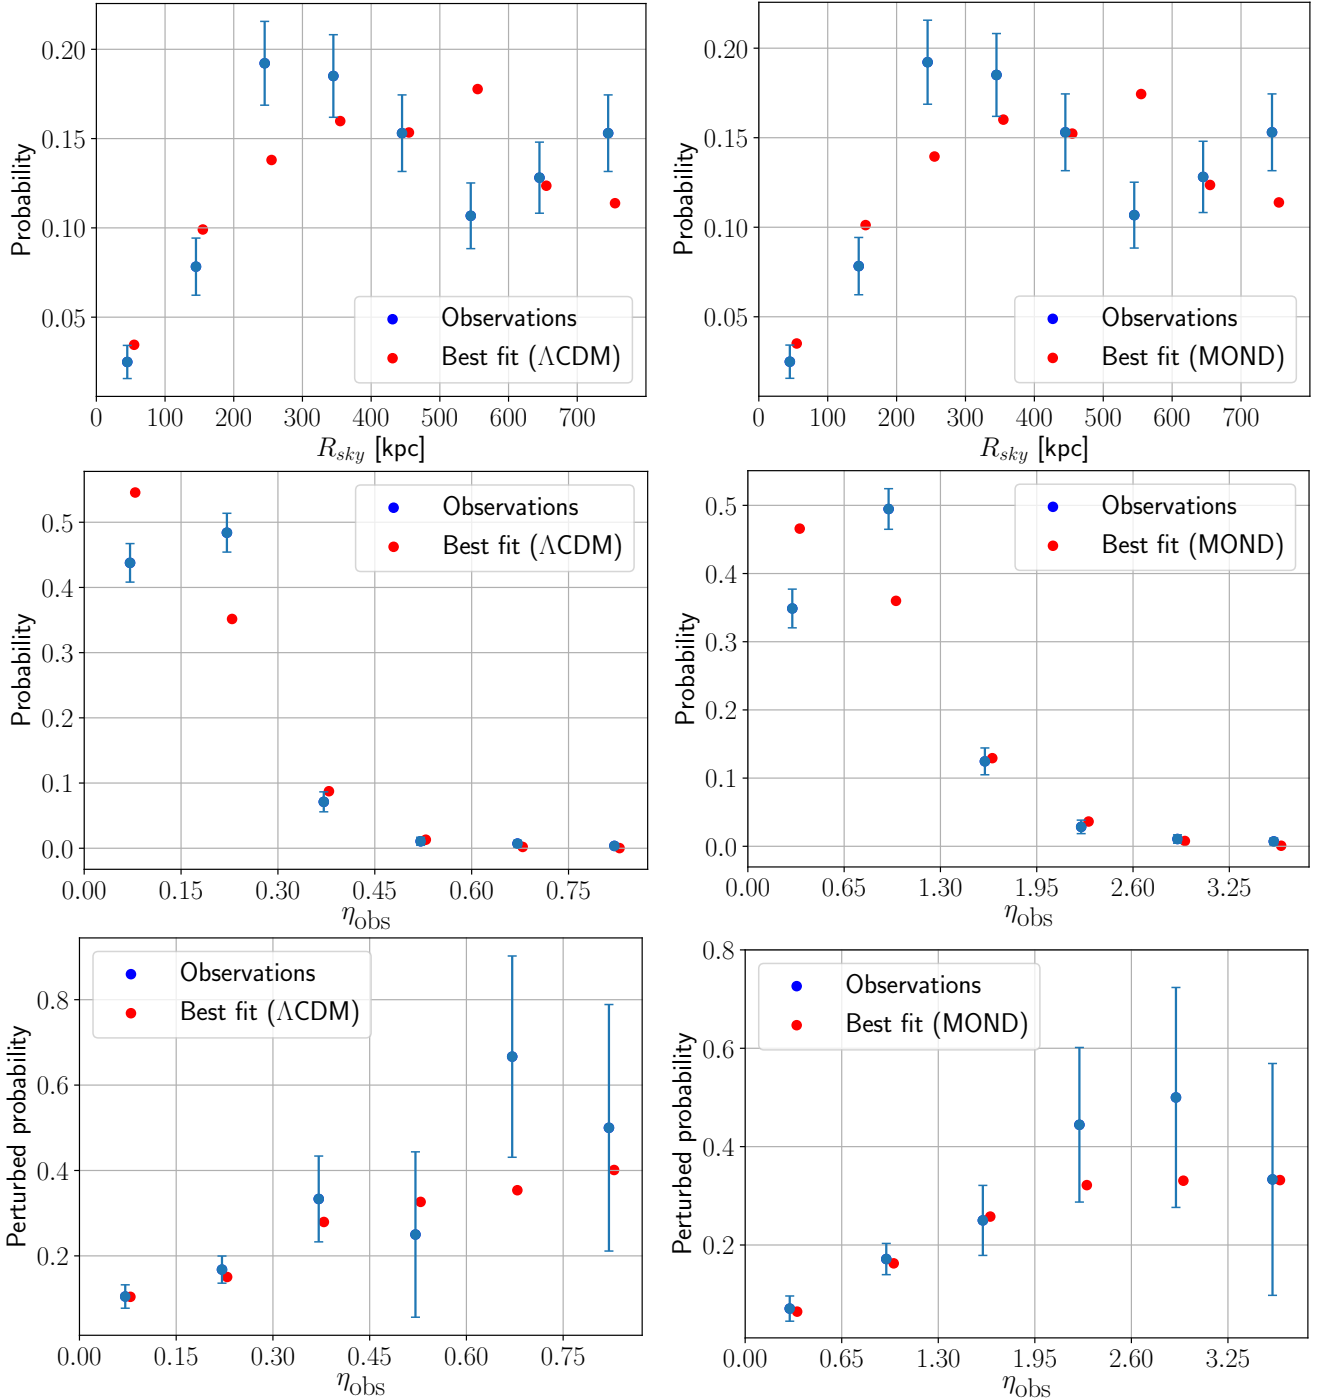 0.20
0.15
0.10
0.05
Probability
Observations
Best fit (ΛCDM)
0 100 200 300 400 500 600 700
R_sky [kpc]
0.20
0.15
0.10
0.05
Probability
Observations
Best fit (MOND)
0 100 200 300 400 500 600 700
R_sky [kpc]
0.5
0.4
0.3
0.2
0.1
0.0
Probability
Observations
Best fit (ΛCDM)
0.00 0.15 0.30 0.45 0.60 0.75
η_obs
0.5
0.4
0.3
0.2
0.1
0.0
Probability
Observations
Best fit (MOND)
0.00 0.65 1.30 1.95 2.60 3.25
η_obs
0.8
0.6
0.4
0.2
Perturbed probability
Observations
Best fit (ΛCDM)
0.00 0.15 0.30 0.45 0.60 0.75
η_obs
0.8
0.6
0.4
0.2
Perturbed probability
Observations
Best fit (MOND)
0.00 0.65 1.30 1.95 2.60 3.25
η_obs